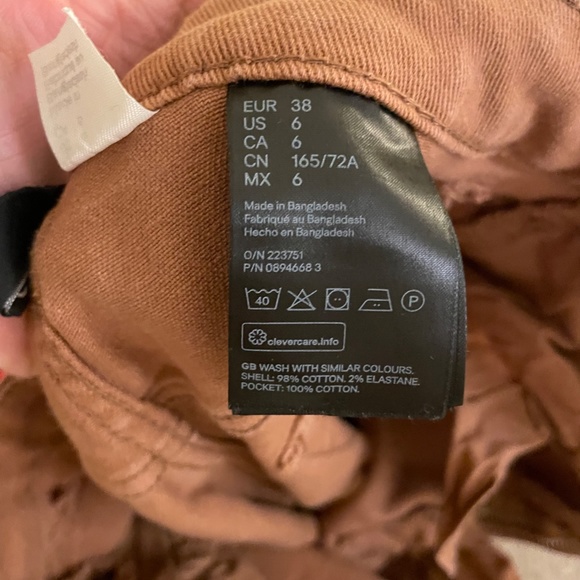 EUR 38
US 6
CA 6
CN 165/72A
MX 6
Made in Bangladesh
Fabriqué au Bangladesh
Hecho en Bangladesh
O/N 223751
P/N 0894668 3
40 P
clevercare.info
GB WASH WITH SIMILAR COLOURS.
SHELL: 98% COTTON. 2% ELASTANE.
POCKET: 100% COTTON.